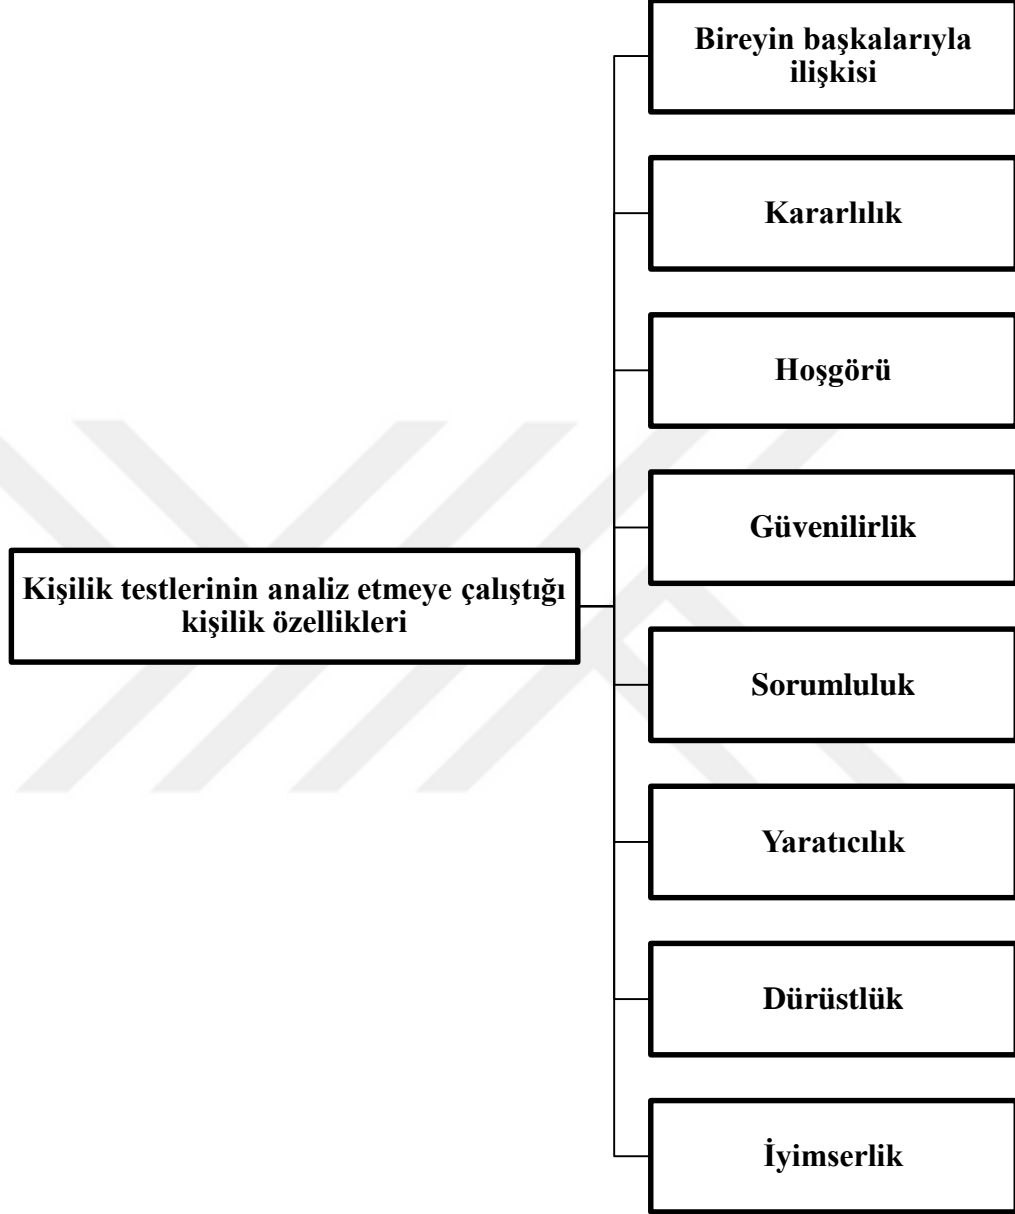 Bireyin başkalarıyla
ilişkisi
Kararlılık
Hoşgörü
Güvenilirlik
Kişilik testlerinin analiz etmeye çalıştığı
kişilik özellikleri
Sorumluluk
Yaratıcılık
Dürüstlük
İyimserlik